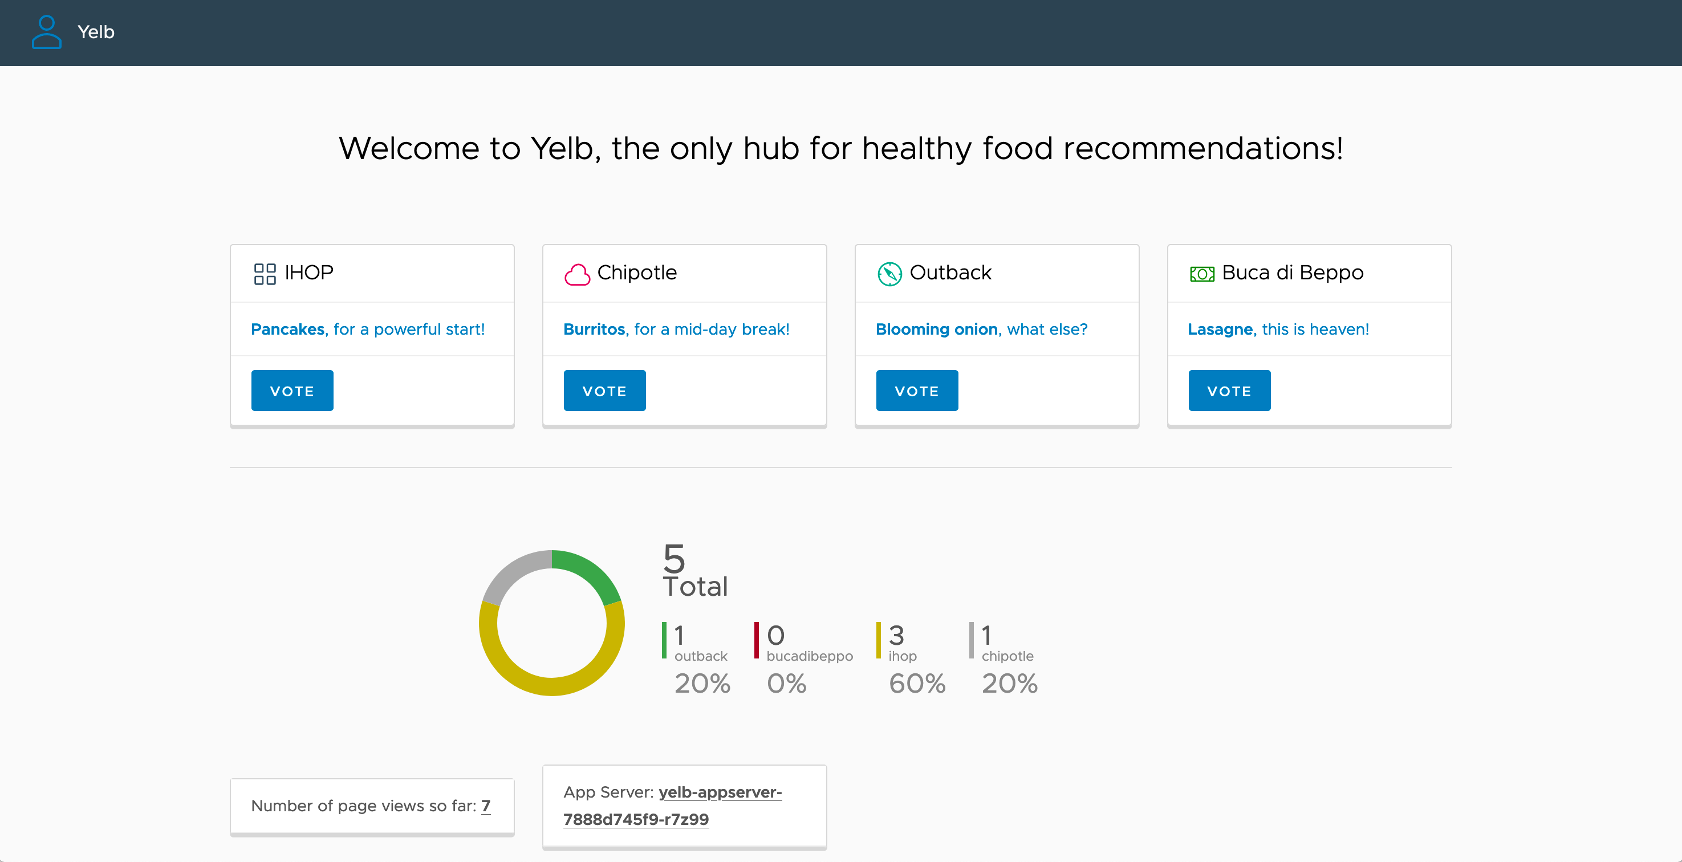 Yelb
Welcome to Yelb, the only hub for healthy food recommendations!
IHOP
Pancakes, for a powerful start!
VOTE
Chipotle
Burritos, for a mid-day break!
VOTE
Outback
Blooming onion, what else?
VOTE
Buca di Beppo
Lasagne, this is heaven!
VOTE
5
Total
1
outback
20%
0
bucadibeppo
0%
3
ihop
60%
1
chipotle
20%
Number of page views so far: 7
App Server: yelb-appserver-
7888d745f9-r7z99